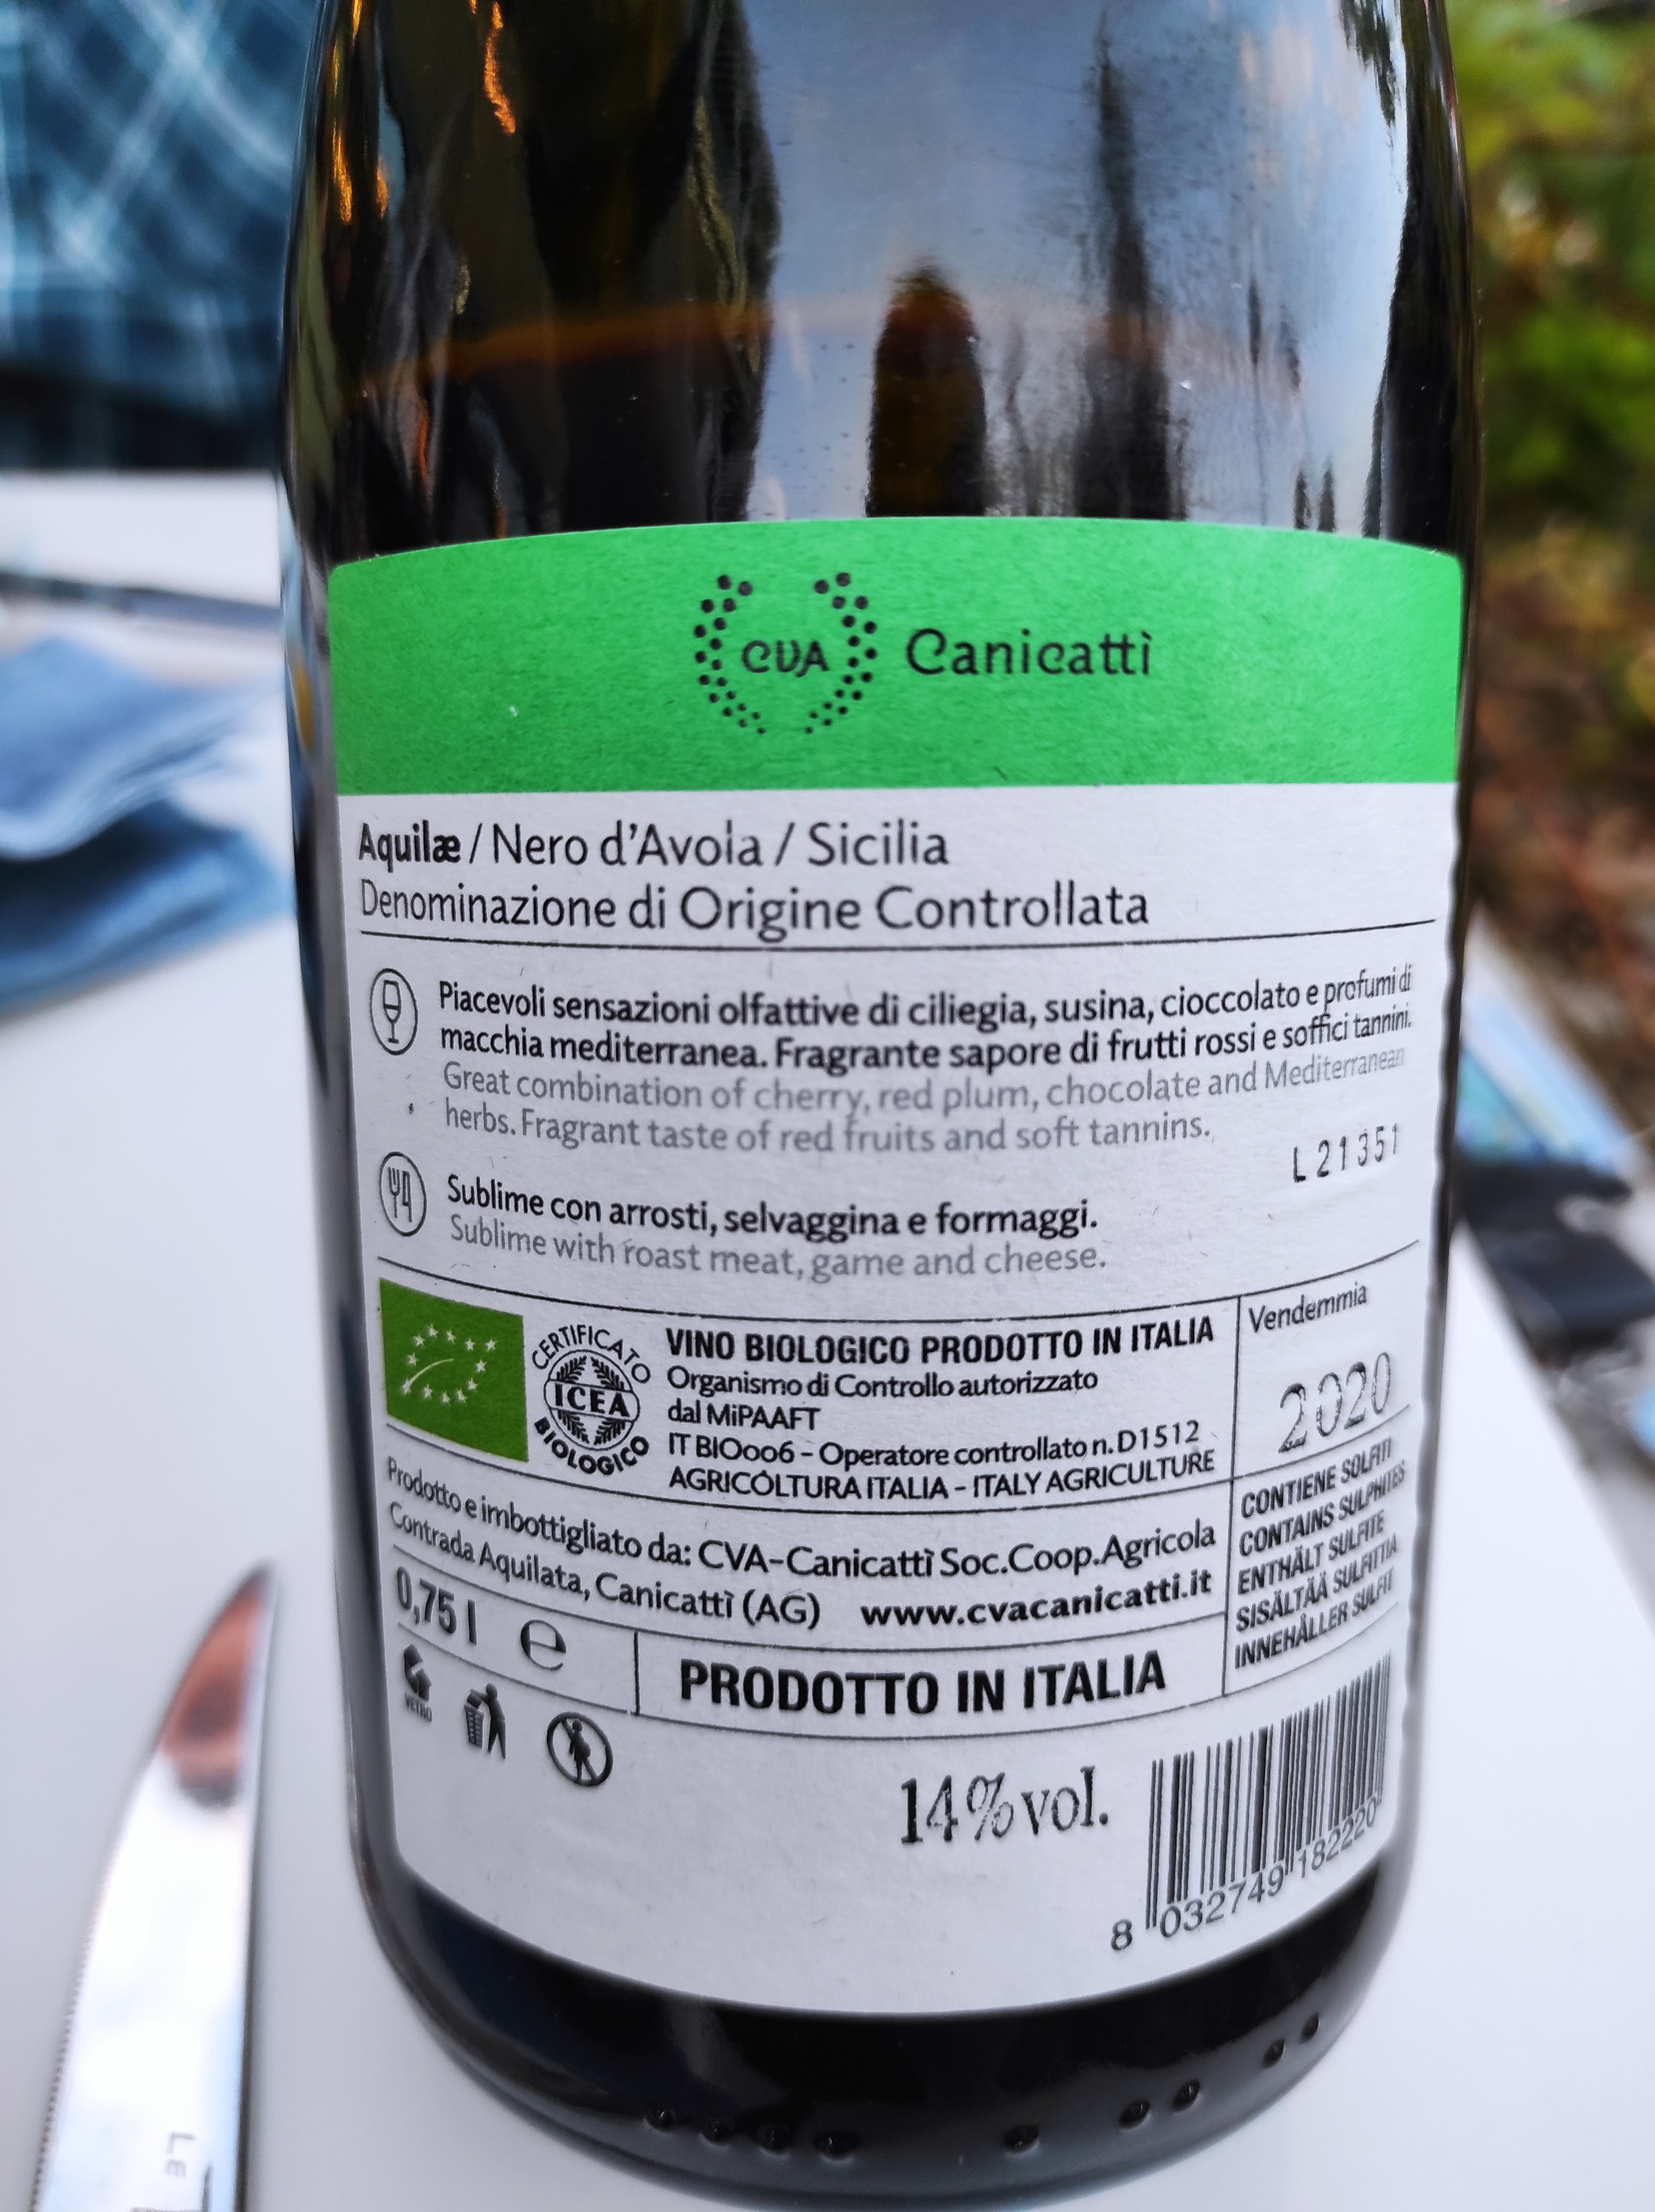 CVA Canicattì
Aquilæ / Nero d'Avola / Sicilia
Denominazione di Origine Controllata
Piacevoli sensazioni olfattive di ciliegia, susina, cioccolato e profumi di
macchia mediterranea. Fragrante sapore di frutti rossi e soffici tannini.
Great combination of cherry, red plum, chocolate and Mediterranean
herbs. Fragrant taste of red fruits and soft tannins.
L21351
Sublime con arrosti, selvaggina e formaggi.
Sublime with roast meat, game and cheese.
CERTIFICATO
ICEA
BIOLOGICO
VINO BIOLOGICO PRODOTTO IN ITALIA
Organismo di Controllo autorizzato
dal MiPAAFT
IT BIO006 - Operatore controllato n. D1512
AGRICOLTURA ITALIA - ITALY AGRICULTURE
Vendemmia
2020
CONTIENE SOLFITI
CONTAINS SULPHITES
ENTHÄLT SULFITE
SISÄLTÄÄ SULFIITTIA
INNEHÅLLER SULFIT
Prodotto e imbottigliato da: CVA-Canicattì Soc.Coop.Agricola
Contrada Aquilata, Canicattì (AG) www.cvacanicatti.it
0,75 l e
PRODOTTO IN ITALIA
VETRO
14%vol.
8 032749 182220
LE